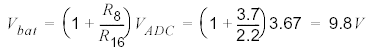 V_bat = (1 + R_8/R_16) V_ADC = (1 + 3.7/2.2) 3.67 = 9.8 V